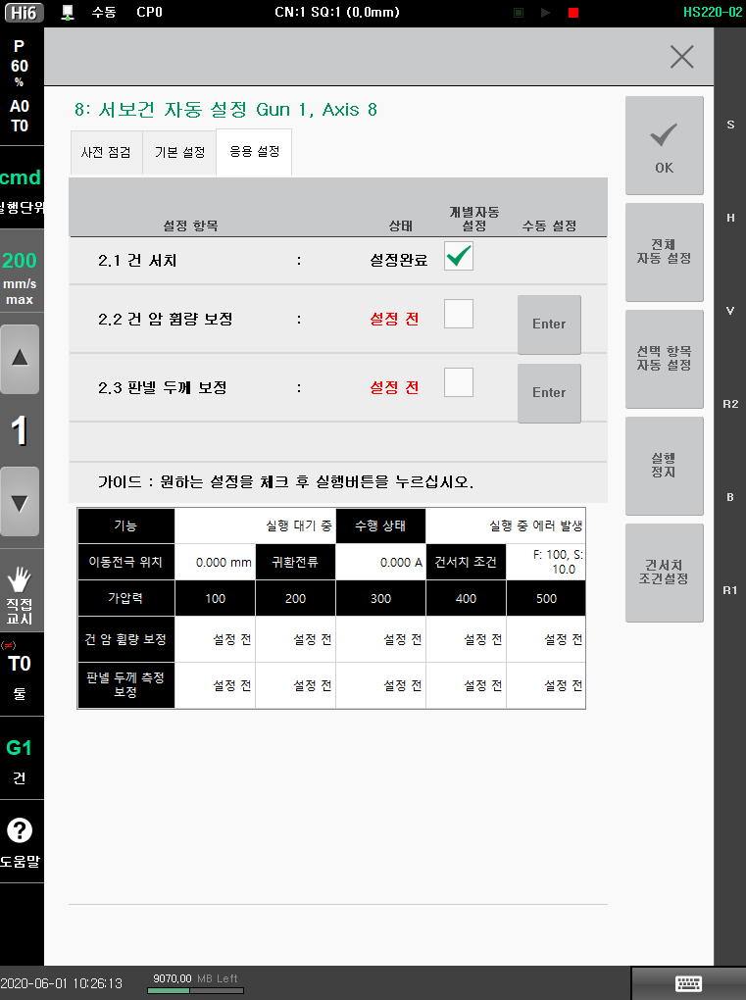 Hi6 수동 CP0 CN:1 SQ:1 (0.0mm) HS220-02
P
60
%
A0
T0
cmd
실행단위
200
mm/s
max
1
직접
교시
(≠)
T0
툴
G1
건
?
도움말
8: 서보건 자동 설정 Gun 1, Axis 8
사전 점검 기본 설정 응용 설정
설정 항목 상태 개별자동 설정 수동 설정
2.1 건 서치 : 설정완료
2.2 건 암 휨량 보정 : 설정 전 Enter
2.3 판넬 두께 보정 : 설정 전 Enter
가이드 : 원하는 설정을 체크 후 실행버튼을 누르십시오.
기능 실행 대기 중 수행 상태 실행 중 에러 발생
이동전극 위치 0.000 mm 귀환전류 0.000 A 건서치 조건 F: 100, S: 10.0
가압력 100 200 300 400 500
건 암 휨량 보정 설정 전 설정 전 설정 전 설정 전 설정 전
판넬 두께 측정 보정 설정 전 설정 전 설정 전 설정 전 설정 전
OK
전체
자동 설정
선택 항목
자동 설정
실행
정지
건서치
조건설정
S
H
V
R2
B
R1
2020-06-01 10:26:13 9070,00 MB Left